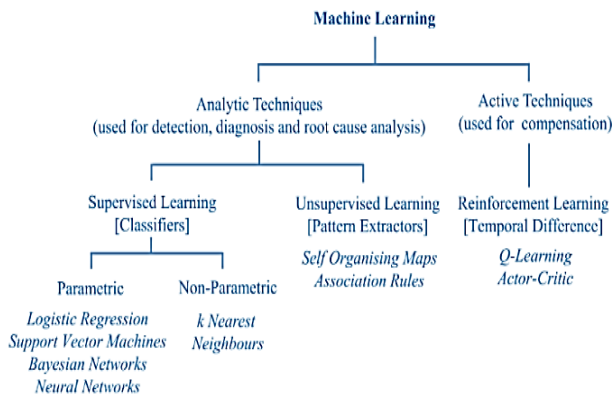 Machine Learning
Analytic Techniques
(used for detection, diagnosis and root cause analysis)
Active Techniques
(used for compensation)
Supervised Learning
[Classifiers]
Unsupervised Learning
[Pattern Extractors]
Self Organising Maps
Association Rules
Reinforcement Learning
[Temporal Difference]
Q-Learning
Actor-Critic
Parametric
Logistic Regression
Support Vector Machines
Bayesian Networks
Neural Networks
Non-Parametric
k Nearest
Neighbours